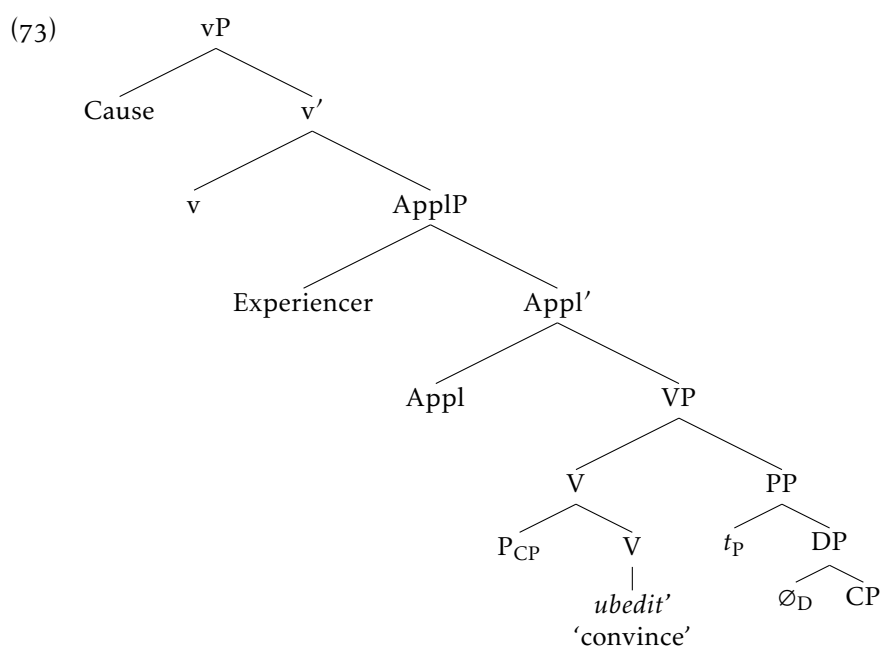 (73) vP
Cause v'
v ApplP
Experiencer Appl'
Appl VP
V PP
P_CP V t_P DP
ubedit' ∅_D CP
'convince'